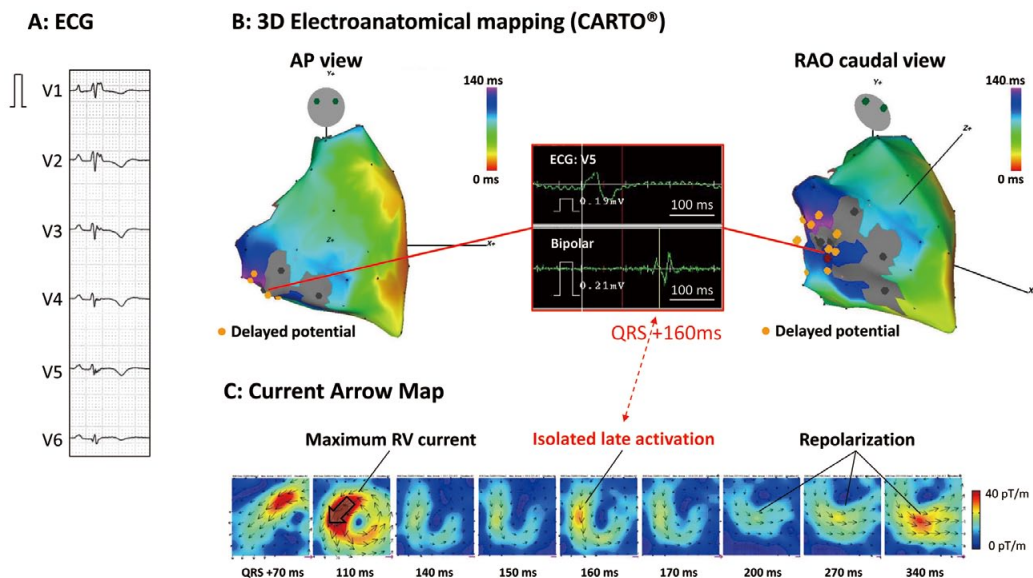 A: ECG
V1
V2
V3
V4
V5
V6
B: 3D Electroanatomical mapping (CARTO®)
AP view
RAO caudal view
140 ms
0 ms
140 ms
0 ms
Y+
Z+
X+
Y+
Z+
X
ECG: V5
0.19mV
100 ms
Bipolar
0.21mV
100 ms
QRS +160ms
Delayed potential
Delayed potential
C: Current Arrow Map
Maximum RV current
Isolated late activation
Repolarization
40 pT/m
0 pT/m
QRS +70 ms
110 ms
140 ms
150 ms
160 ms
170 ms
200 ms
270 ms
340 ms